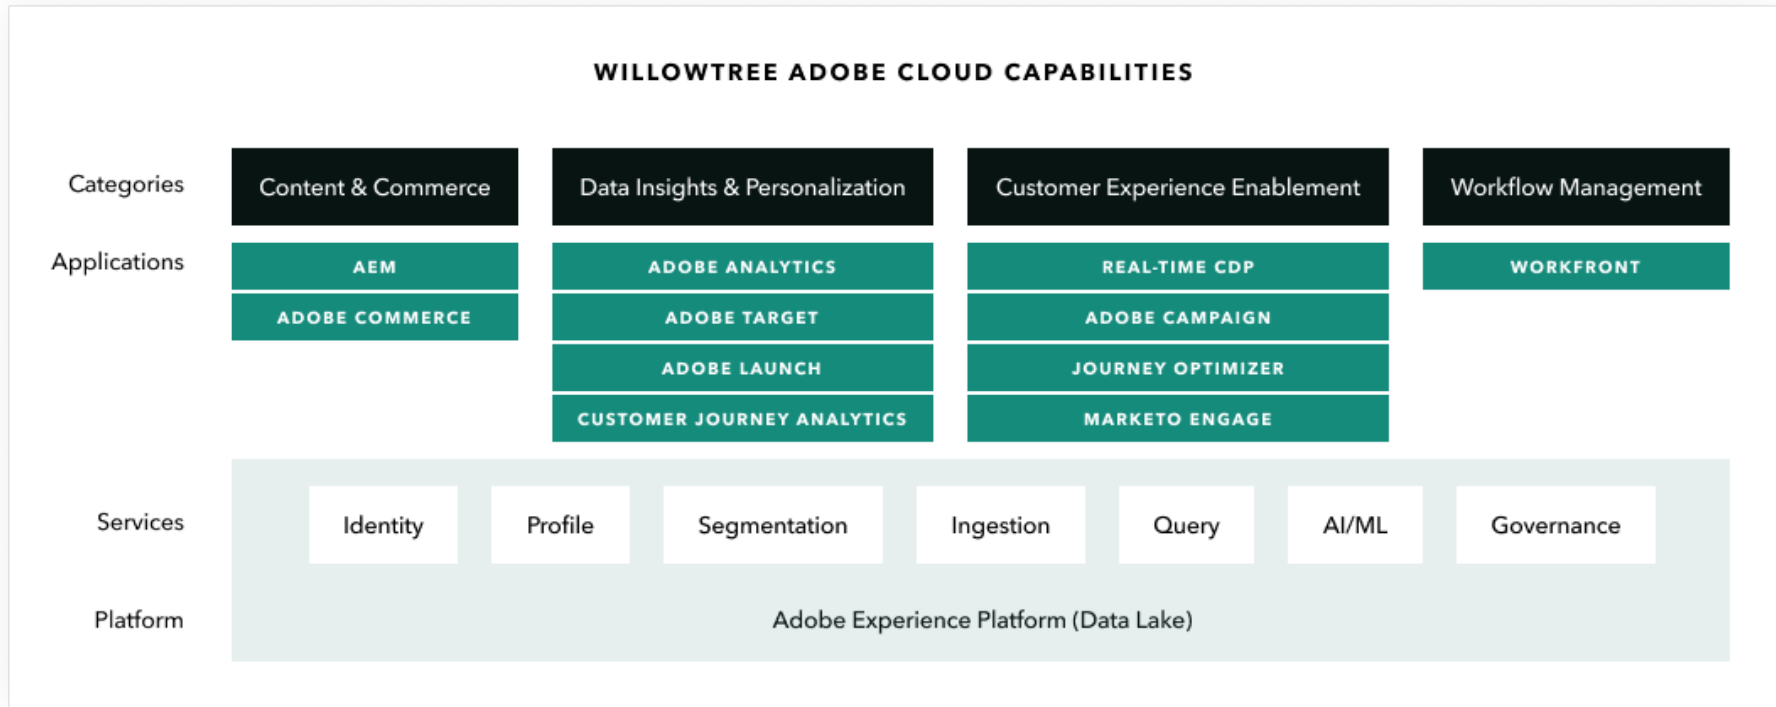 WILLOWTREE ADOBE CLOUD CAPABILITIES
Categories
Content & Commerce
Data Insights & Personalization
Customer Experience Enablement
Workflow Management
Applications
AEM
ADOBE ANALYTICS
REAL-TIME CDP
WORKFRONT
ADOBE COMMERCE
ADOBE TARGET
ADOBE CAMPAIGN
ADOBE LAUNCH
JOURNEY OPTIMIZER
CUSTOMER JOURNEY ANALYTICS
MARKETO ENGAGE
Services
Identity
Profile
Segmentation
Ingestion
Query
AI/ML
Governance
Platform
Adobe Experience Platform (Data Lake)